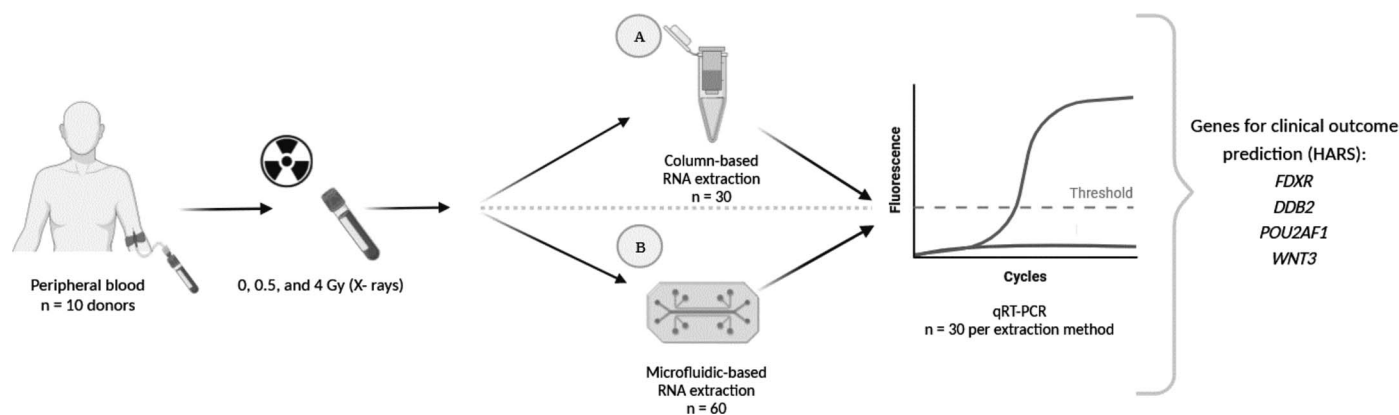 Peripheral blood
n = 10 donors
0, 0.5, and 4 Gy (X- rays)
A
Column-based
RNA extraction
n = 30
B
Microfluidic-based
RNA extraction
n = 60
Fluorescence
Threshold
Cycles
qRT-PCR
n = 30 per extraction method
Genes for clinical outcome
prediction (HARS):
FDXR
DDB2
POU2AF1
WNT3